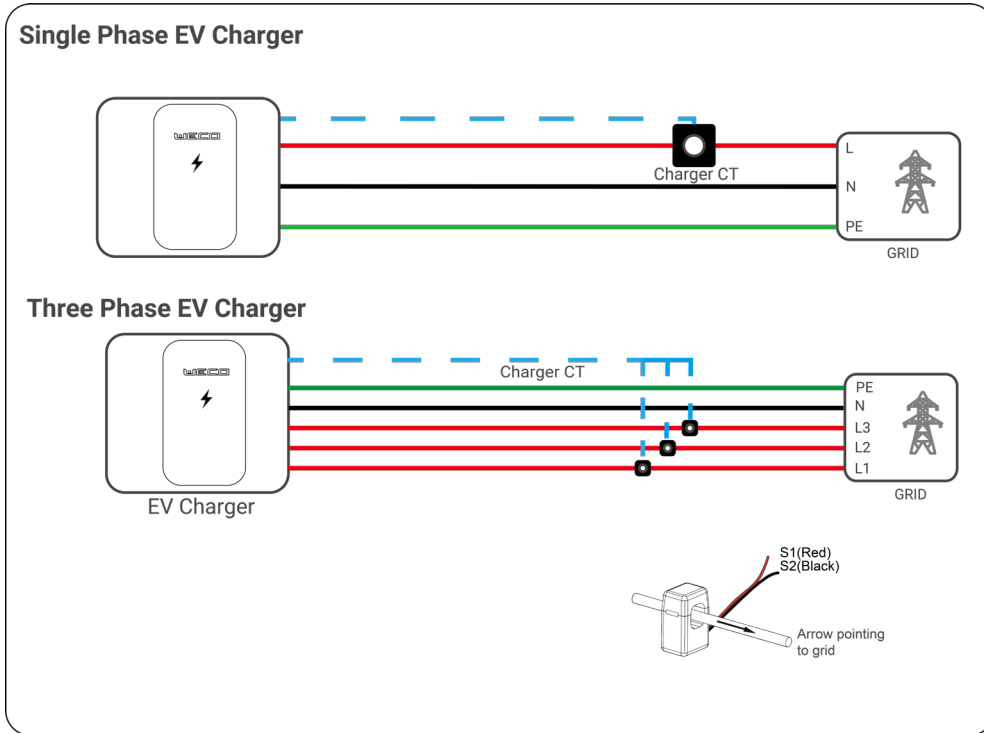 Single Phase EV Charger
WECO
Charger CT
L
N
PE
GRID
Three Phase EV Charger
WECO
Charger CT
PE
N
L3
L2
L1
EV Charger
GRID
S1(Red)
S2(Black)
Arrow pointing
to grid